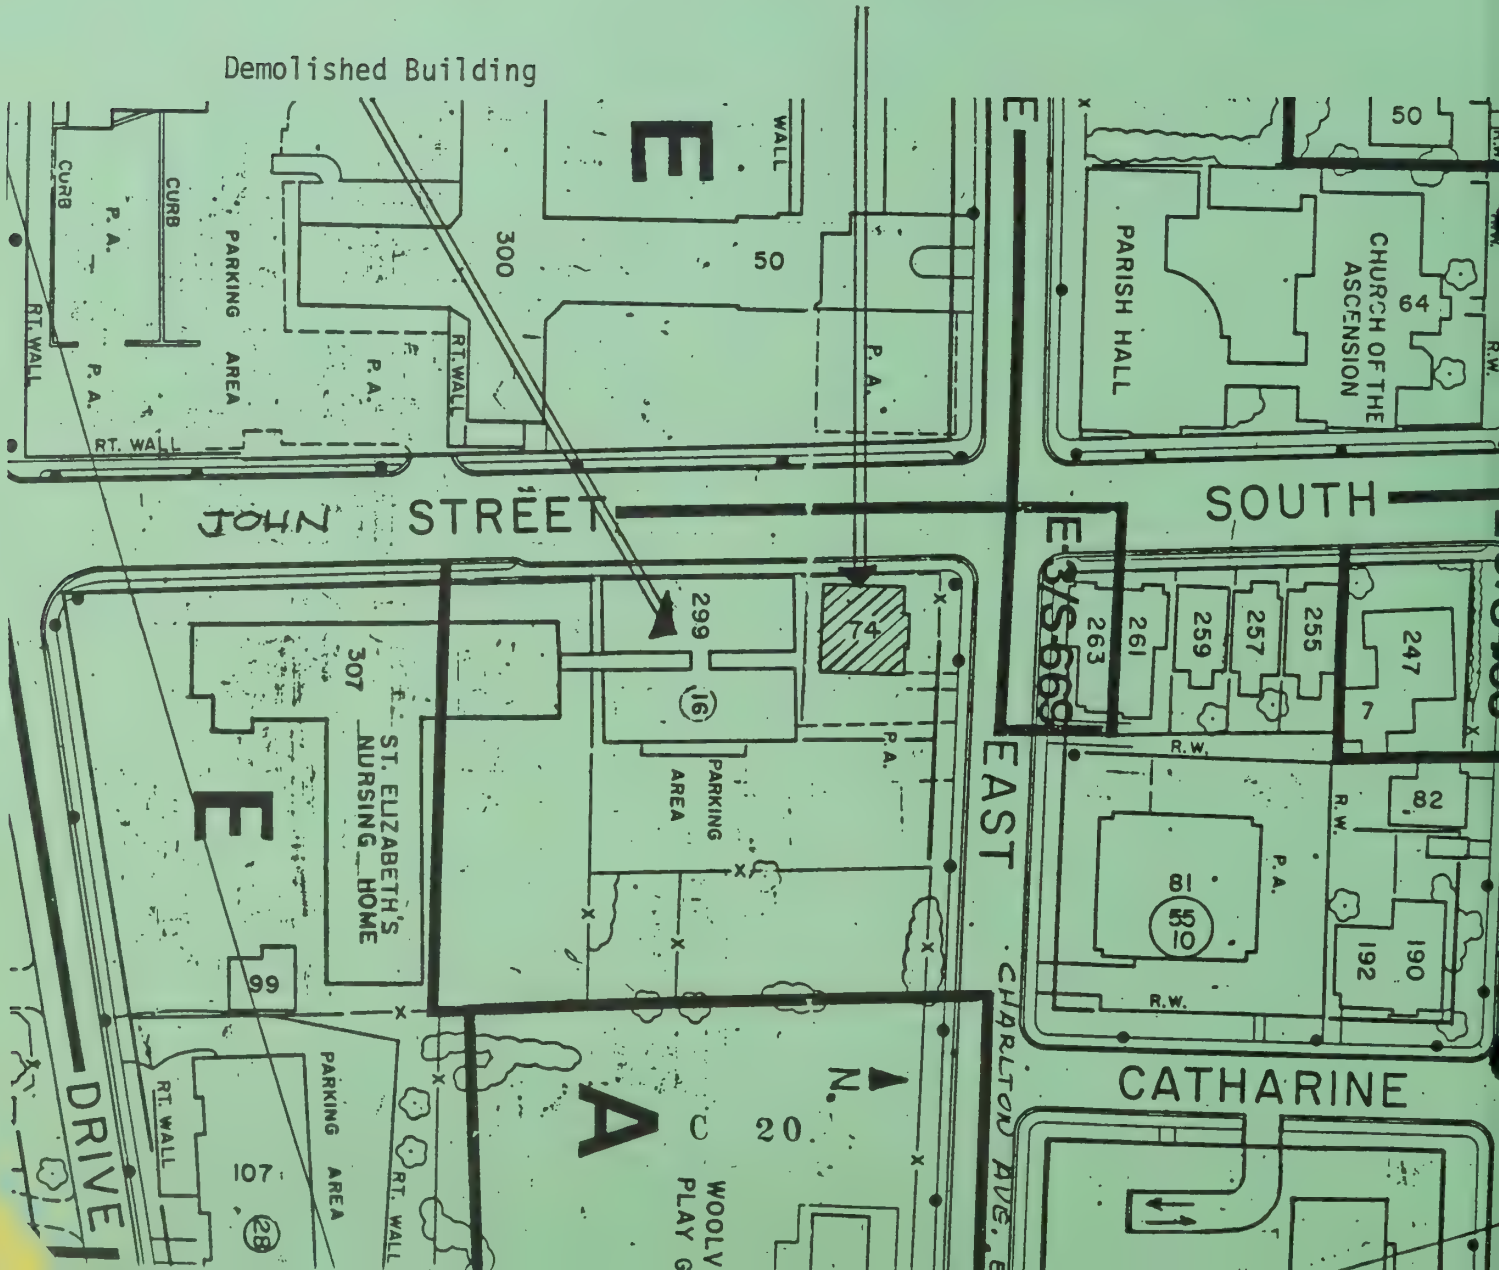 Demolished Building
E
WALL
E
50
CURB
CURB
P. A.
PARKING AREA
300
50
PARISH HALL
CHURCH OF THE
ASCENSION
64
RT. WALL
P. A.
P. A.
RT. WALL
P. A.
R.W.
RT. WALL
JOHN STREET
SOUTH
E-3/S-669
299
74
263
261
259
257
255
247
7
307
16
ST. ELIZABETH'S
NURSING HOME
PARKING
AREA
P. A.
R.W.
EAST
E
82
R.W.
P. A.
81
55
10
99
192
190
R.W.
CHARLTON AVE. E
N
CATHARINE
DRIVE
RT. WALL
PARKING AREA
A
C 20
107
28
RT. WALL
WOOLV
PLAY G